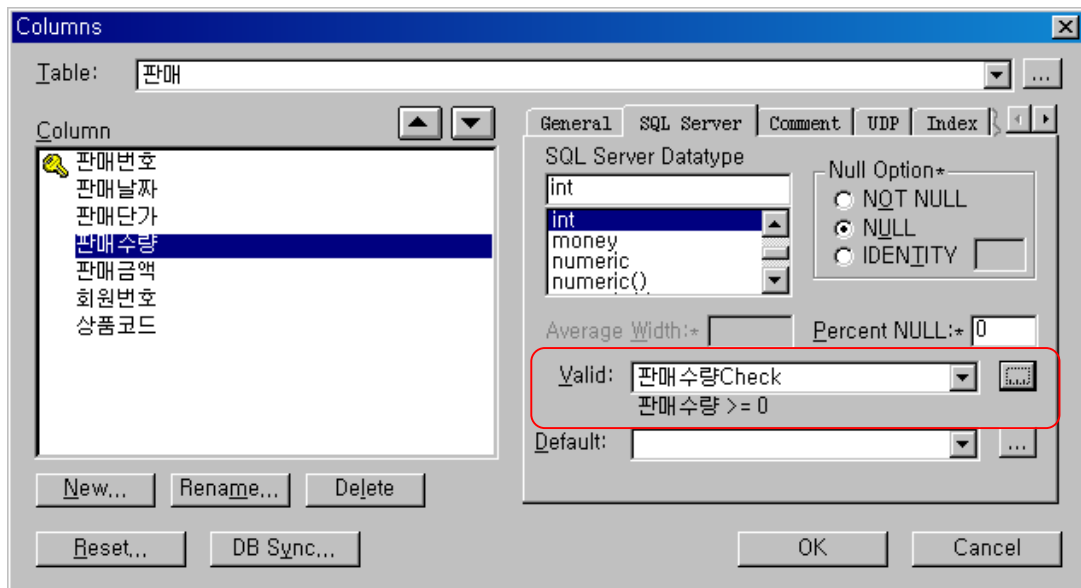 Columns
Table: 판매 ...
Column
판매번호
판매날짜
판매단가
판매수량
판매금액
회원번호
상품코드
New... Rename... Delete
Reset... DB Sync...
General SQL Server Comment UDP Index
SQL Server Datatype
int
int
money
numeric
numeric()
Null Option*
NOT NULL
NULL
IDENTITY
Average Width:* Percent NULL:* 0
Valid: 판매수량Check ...
판매수량 >= 0
Default: ...
OK Cancel